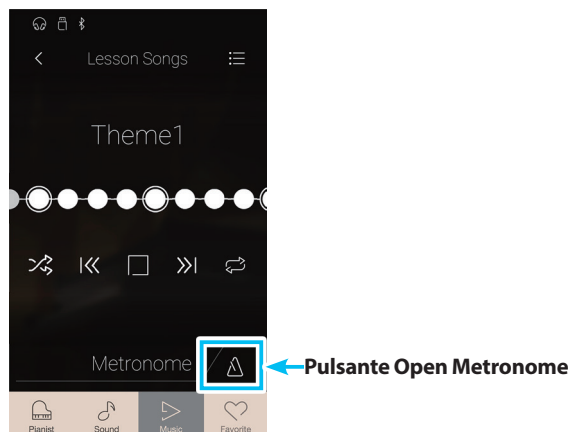 Lesson Songs
Theme1
Metronome
Pulsante Open Metronome
Pianist Sound Music Favorite